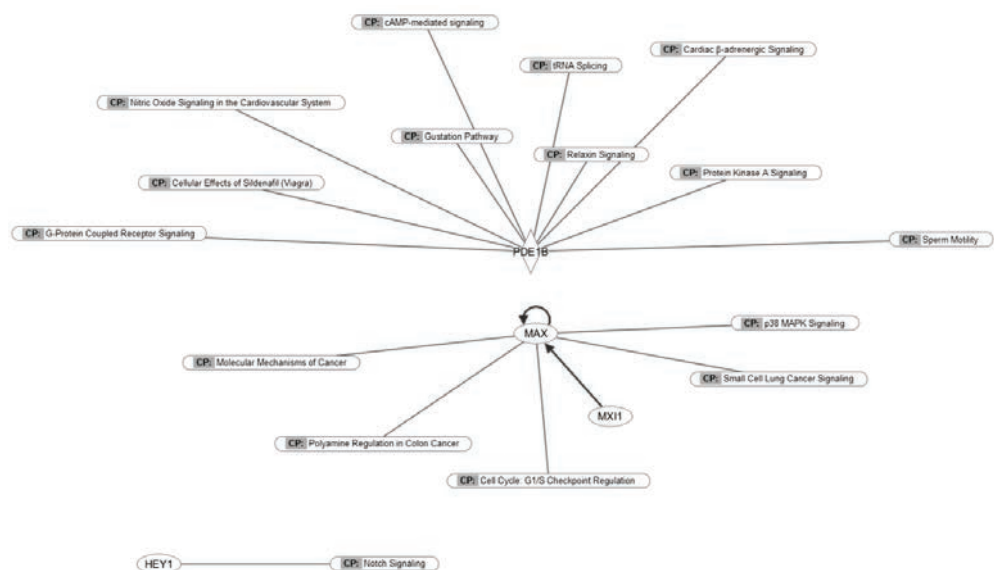 CP: cAMP-mediated signaling
CP: Cardiac β-adrenergic Signaling
CP: tRNA Splicing
CP: Nitric Oxide Signaling in the Cardiovascular System
CP: Gustation Pathway
CP: Relaxin Signaling
CP: Protein Kinase A Signaling
CP: Cellular Effects of Sildenafil (Viagra)
CP: G-Protein Coupled Receptor Signaling
CP: Sperm Motility
PDE1B
CP: p38 MAPK Signaling
MAX
CP: Molecular Mechanisms of Cancer
CP: Small Cell Lung Cancer Signaling
MXI1
CP: Polyamine Regulation in Colon Cancer
CP: Cell Cycle: G1/S Checkpoint Regulation
HEY1
CP: Notch Signaling